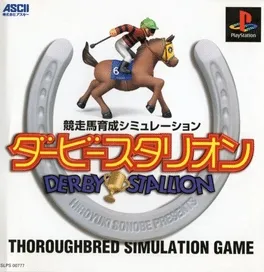 ASCII
株式会社アスキー
PlayStation
6
競走馬育成シミュレーション
ダービースタリオン
DERBY STALLION
HIROYUKI SONOBE PRESENTS
THOROUGHBRED SIMULATION GAME
SLPS 00777